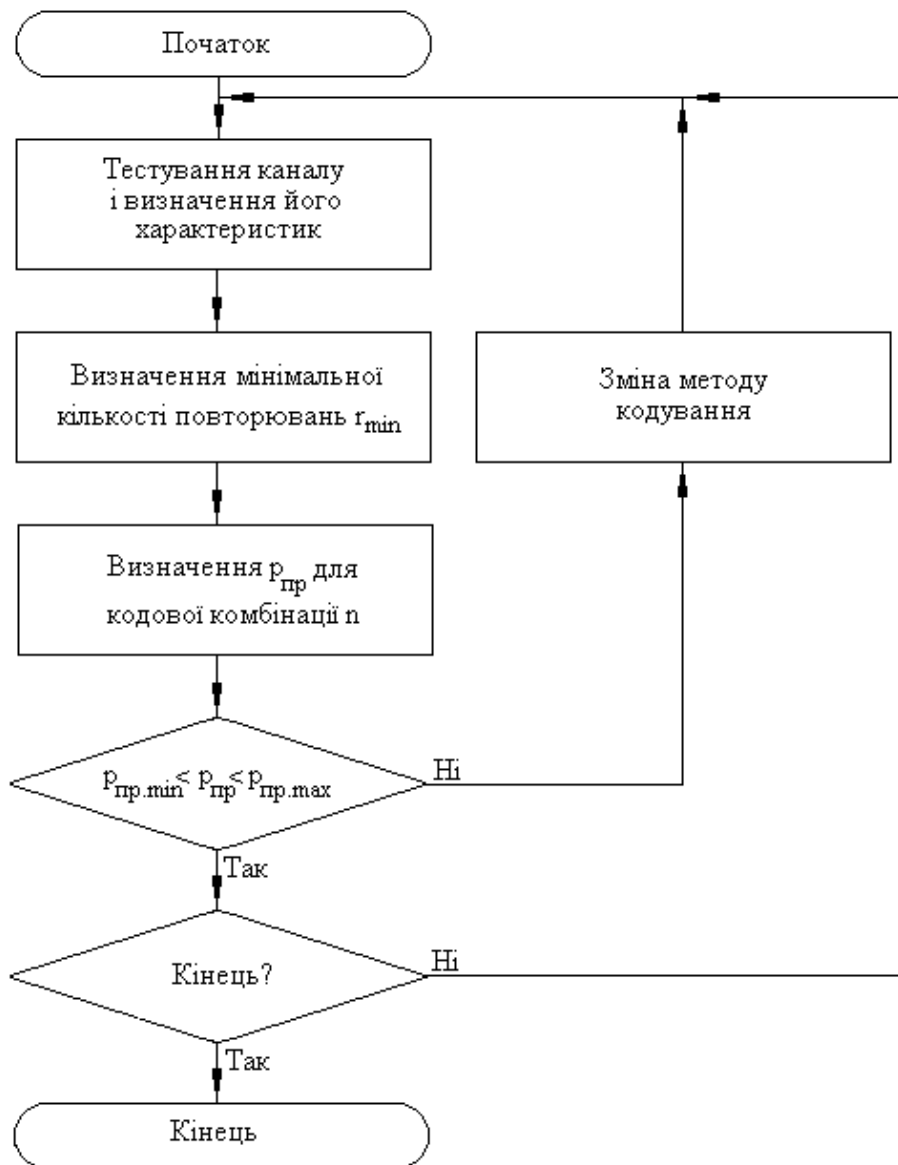 Початок
Тестування каналу
і визначення його
характеристик
Визначення мінімальної
кількості повторювань r_min
Зміна методу
кодування
Визначення p_пр для
кодової комбінації n
p_пр.min < p_пр < p_пр.max
Ні
Так
Кінець?
Ні
Так
Кінець